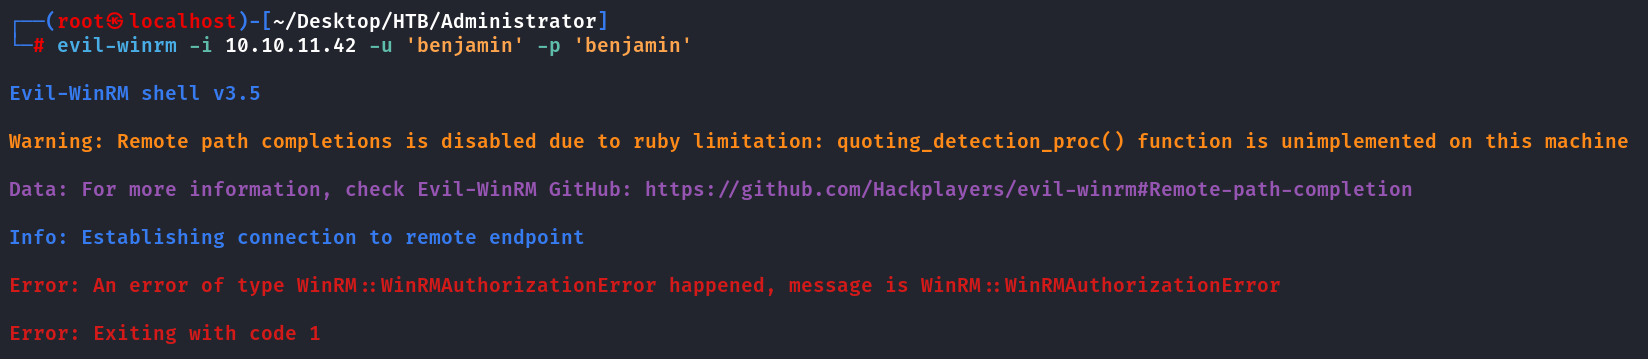 ┌──(root㉿localhost)-[~/Desktop/HTB/Administrator]
└─# evil-winrm -i 10.10.11.42 -u 'benjamin' -p 'benjamin'
Evil-WinRM shell v3.5
Warning: Remote path completions is disabled due to ruby limitation: quoting_detection_proc() function is unimplemented on this machine
Data: For more information, check Evil-WinRM GitHub: https://github.com/Hackplayers/evil-winrm#Remote-path-completion
Info: Establishing connection to remote endpoint
Error: An error of type WinRM::WinRMAuthorizationError happened, message is WinRM::WinRMAuthorizationError
Error: Exiting with code 1